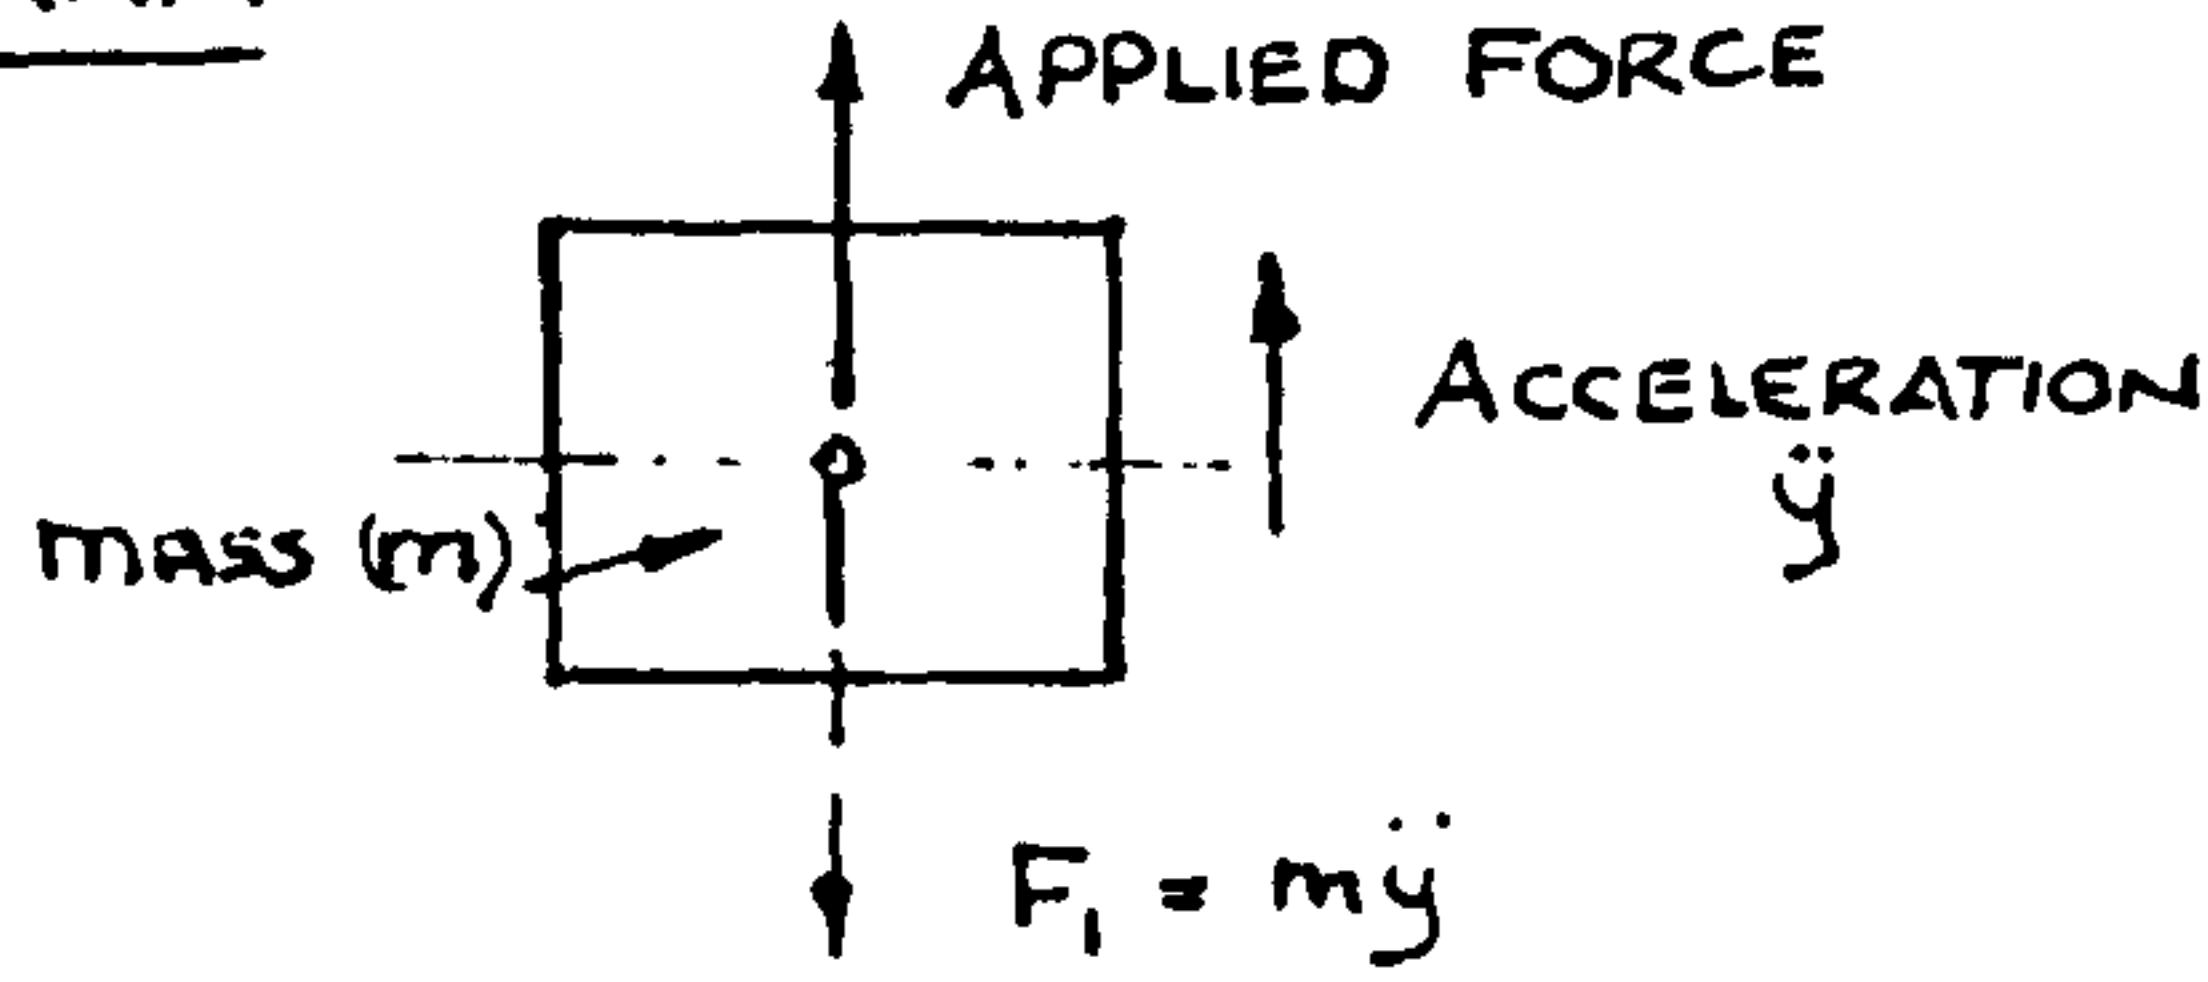 APPLIED FORCE
ACCELERATION
ÿ
mass (m)
F₁ = mÿ